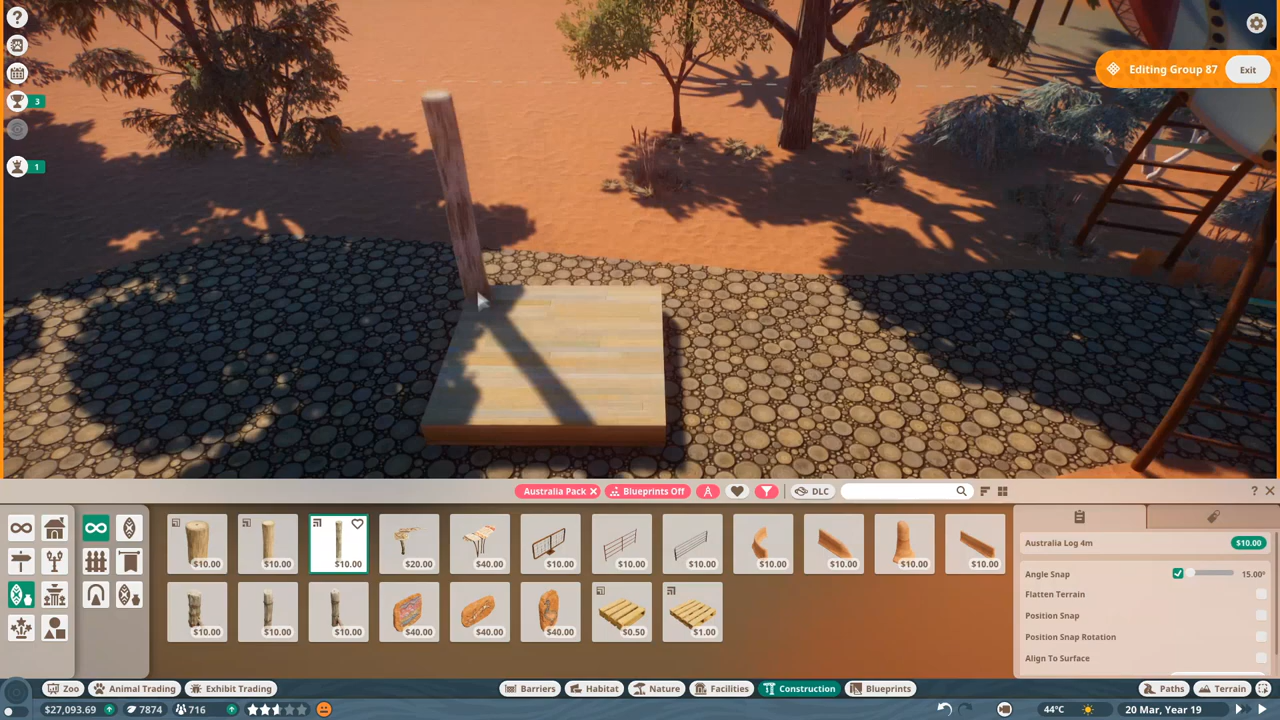 ?
3
1
Editing Group 87
Exit
Australia Pack ×
Blueprints Off
DLC
? ×
$10.00 $10.00 $10.00 $20.00 $40.00 $10.00 $10.00 $10.00 $10.00 $10.00 $10.00 $10.00
$10.00 $10.00 $10.00 $40.00 $40.00 $40.00 $0.50 $1.00
Australia Log 4m $10.00
Angle Snap 15.00°
Flatten Terrain
Position Snap
Position Snap Rotation
Align To Surface
Zoo Animal Trading Exhibit Trading Barriers Habitat Nature Facilities Construction Blueprints Paths Terrain
$27,093.69 7874 716 44°C 20 Mar, Year 19